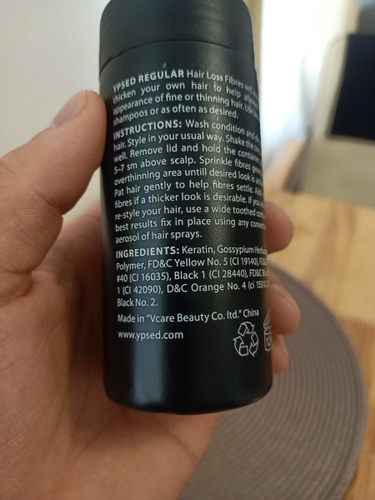 YPSED REGULAR Hair Loss Fibres will
thicken your own hair to help
appearance of fine or thinning hair. Use
shampoos or as often as desired.
INSTRUCTIONS: Wash condition and
hair. Style in your usual way. Shake the
well. Remove lid and hold the container
5-7 sm above scalp. Sprinkle fibres
overthinning area untill desired look is
Pat hair gently to help fibres settle.
fibres if a thicker look is desirable. If you
re-style your hair, use a wide toothed
best results fix in place using any
aerosol of hair sprays.
INGREDIENTS: Keratin, Gossypium
Polymer, FD&C Yellow No. 5 (CI 19140),
#40 (CI 16035), Black 1 (CI 28440), FD&C
1 (CI 42090), D&C Orange No. 4 (ci
Black No. 2.
Made in "Vcare Beauty Co. ltd." China
www.ypsed.com